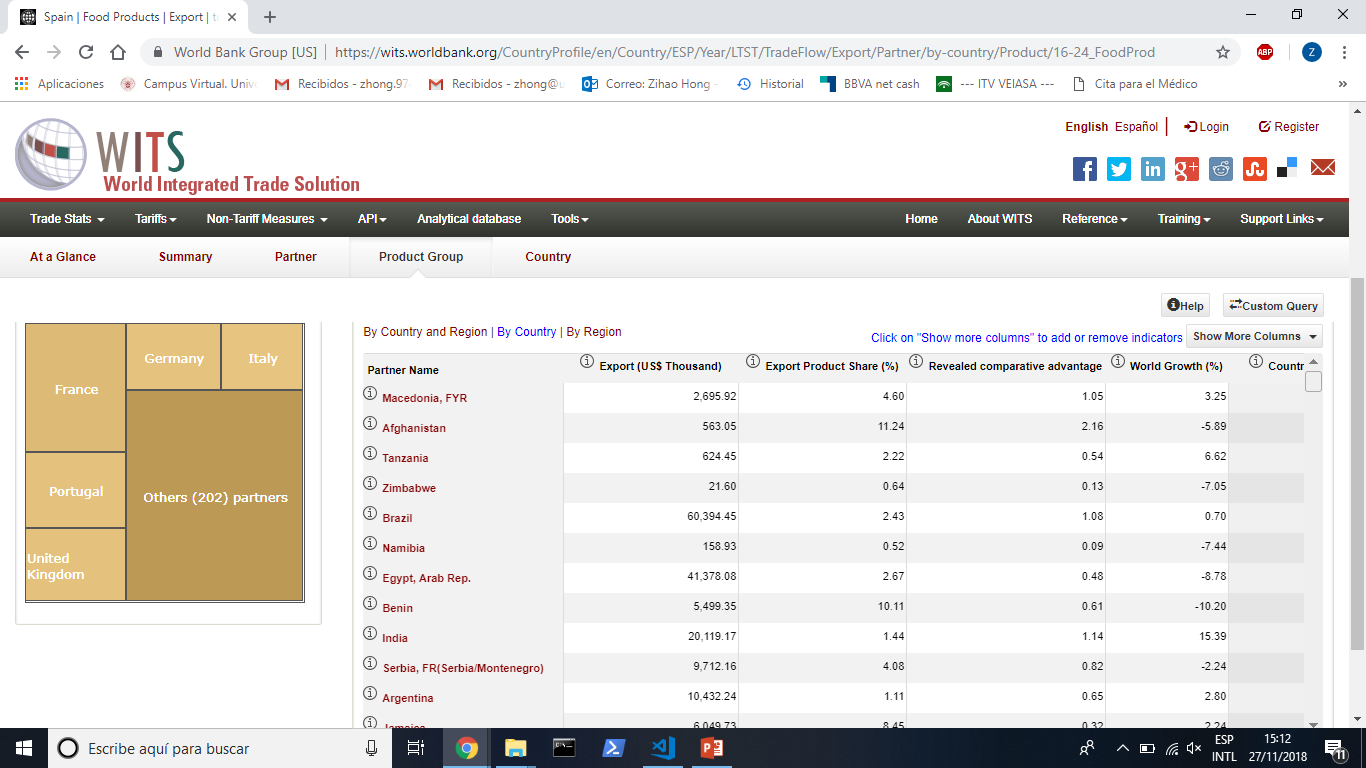 Spain | Food Products | Export | t
World Bank Group [US] | https://wits.worldbank.org/CountryProfile/en/Country/ESP/Year/LTST/TradeFlow/Export/Partner/by-country/Product/16-24_FoodProd
ABP
Z
Aplicaciones Campus Virtual. Univ Recibidos - zhong.97 Recibidos - zhong@u Correo: Zihao Hong - Historial BBVA net cash --- ITV VEIASA --- Cita para el Médico »
English Español | Login Register
WITS
World Integrated Trade Solution
Trade Stats Tariffs Non-Tariff Measures API Analytical database Tools Home About WITS Reference Training Support Links
At a Glance Summary Partner Product Group Country
Help Custom Query
By Country and Region | By Country | By Region
Click on "Show more columns" to add or remove indicators Show More Columns
France
Germany
Italy
Portugal
Others (202) partners
United
Kingdom
Partner Name Export (US$ Thousand) Export Product Share (%) Revealed comparative advantage World Growth (%) Countr
Macedonia, FYR 2,695.92 4.60 1.05 3.25
Afghanistan 563.05 11.24 2.16 -5.89
Tanzania 624.45 2.22 0.54 6.62
Zimbabwe 21.60 0.64 0.13 -7.05
Brazil 60,394.45 2.43 1.08 0.70
Namibia 158.93 0.52 0.09 -7.44
Egypt, Arab Rep. 41,378.08 2.67 0.48 -8.78
Benin 5,499.35 10.11 0.61 -10.20
India 20,119.17 1.44 1.14 15.39
Serbia, FR(Serbia/Montenegro) 9,712.16 4.08 0.82 -2.24
Argentina 10,432.24 1.11 0.65 2.80
Jamaica 6,049.73 8.45 0.32 2.24
Escribe aquí para buscar
ESP
INTL
15:12
27/11/2018
11